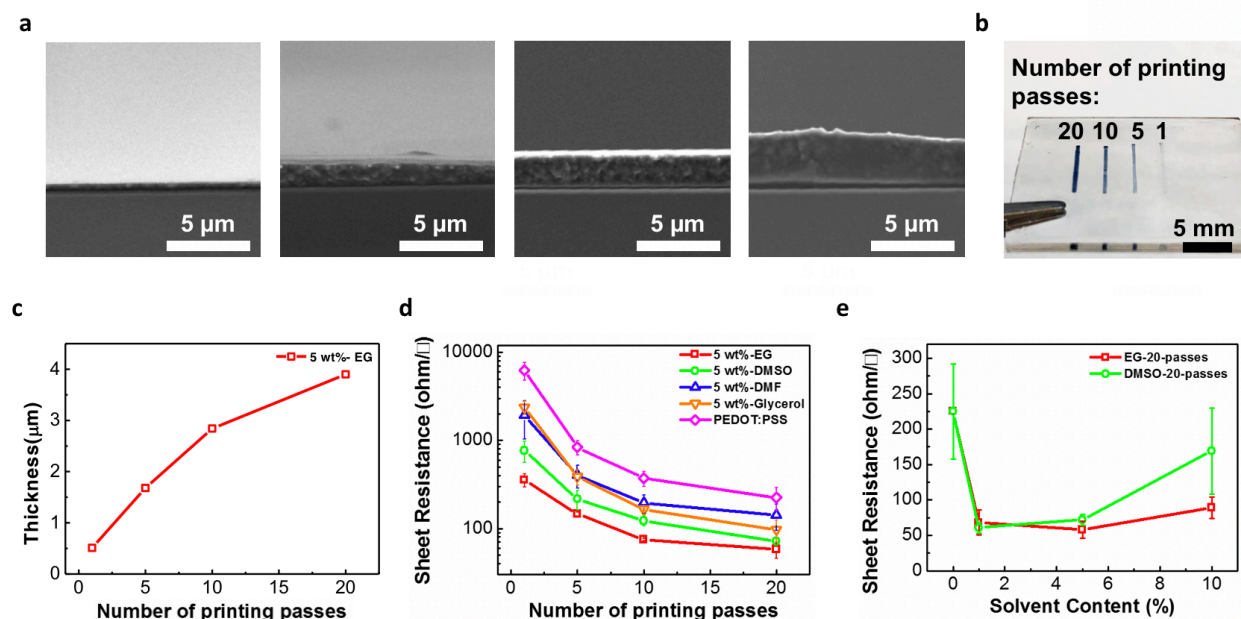 a
5 µm
5 µm
5 µm
5 µm
b
Number of printing
passes:
20 10 5 1
5 mm
c
Thickness(µm)
4
3
2
1
0
5 wt%- EG
0 5 10 15 20
Number of printing passes
d
Sheet Resistance (ohm/□)
10000
1000
100
5 wt%-EG
5 wt%-DMSO
5 wt%-DMF
5 wt%-Glycerol
PEDOT:PSS
0 5 10 15 20
Number of printing passes
e
Sheet Resistance (ohm/□)
300
250
200
150
100
50
0
EG-20-passes
DMSO-20-passes
0 2 4 6 8 10
Solvent Content (%)